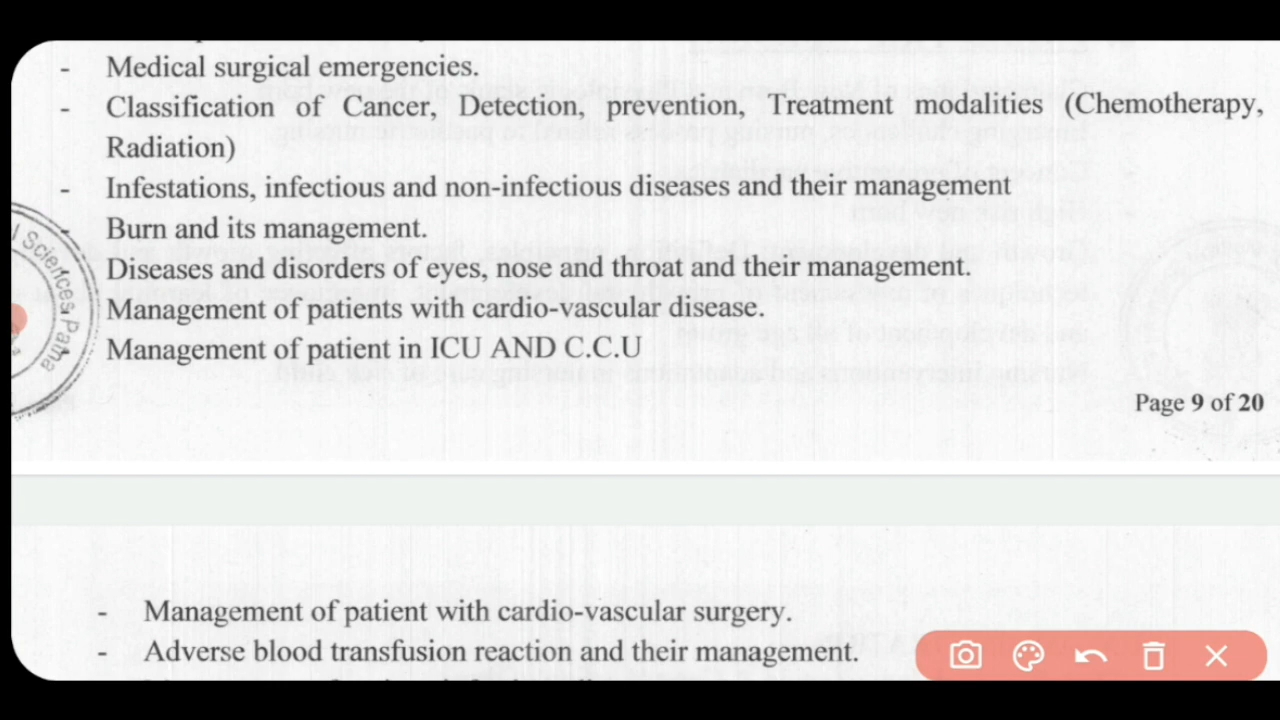 - Medical surgical emergencies.
- Classification of Cancer, Detection, prevention, Treatment modalities (Chemotherapy,
Radiation)
- Infestations, infectious and non-infectious diseases and their management
- Burn and its management.
Diseases and disorders of eyes, nose and throat and their management.
Management of patients with cardio-vascular disease.
Management of patient in ICU AND C.C.U
l Sciences Patna
Page 9 of 20
- Management of patient with cardio-vascular surgery.
- Adverse blood transfusion reaction and their management.